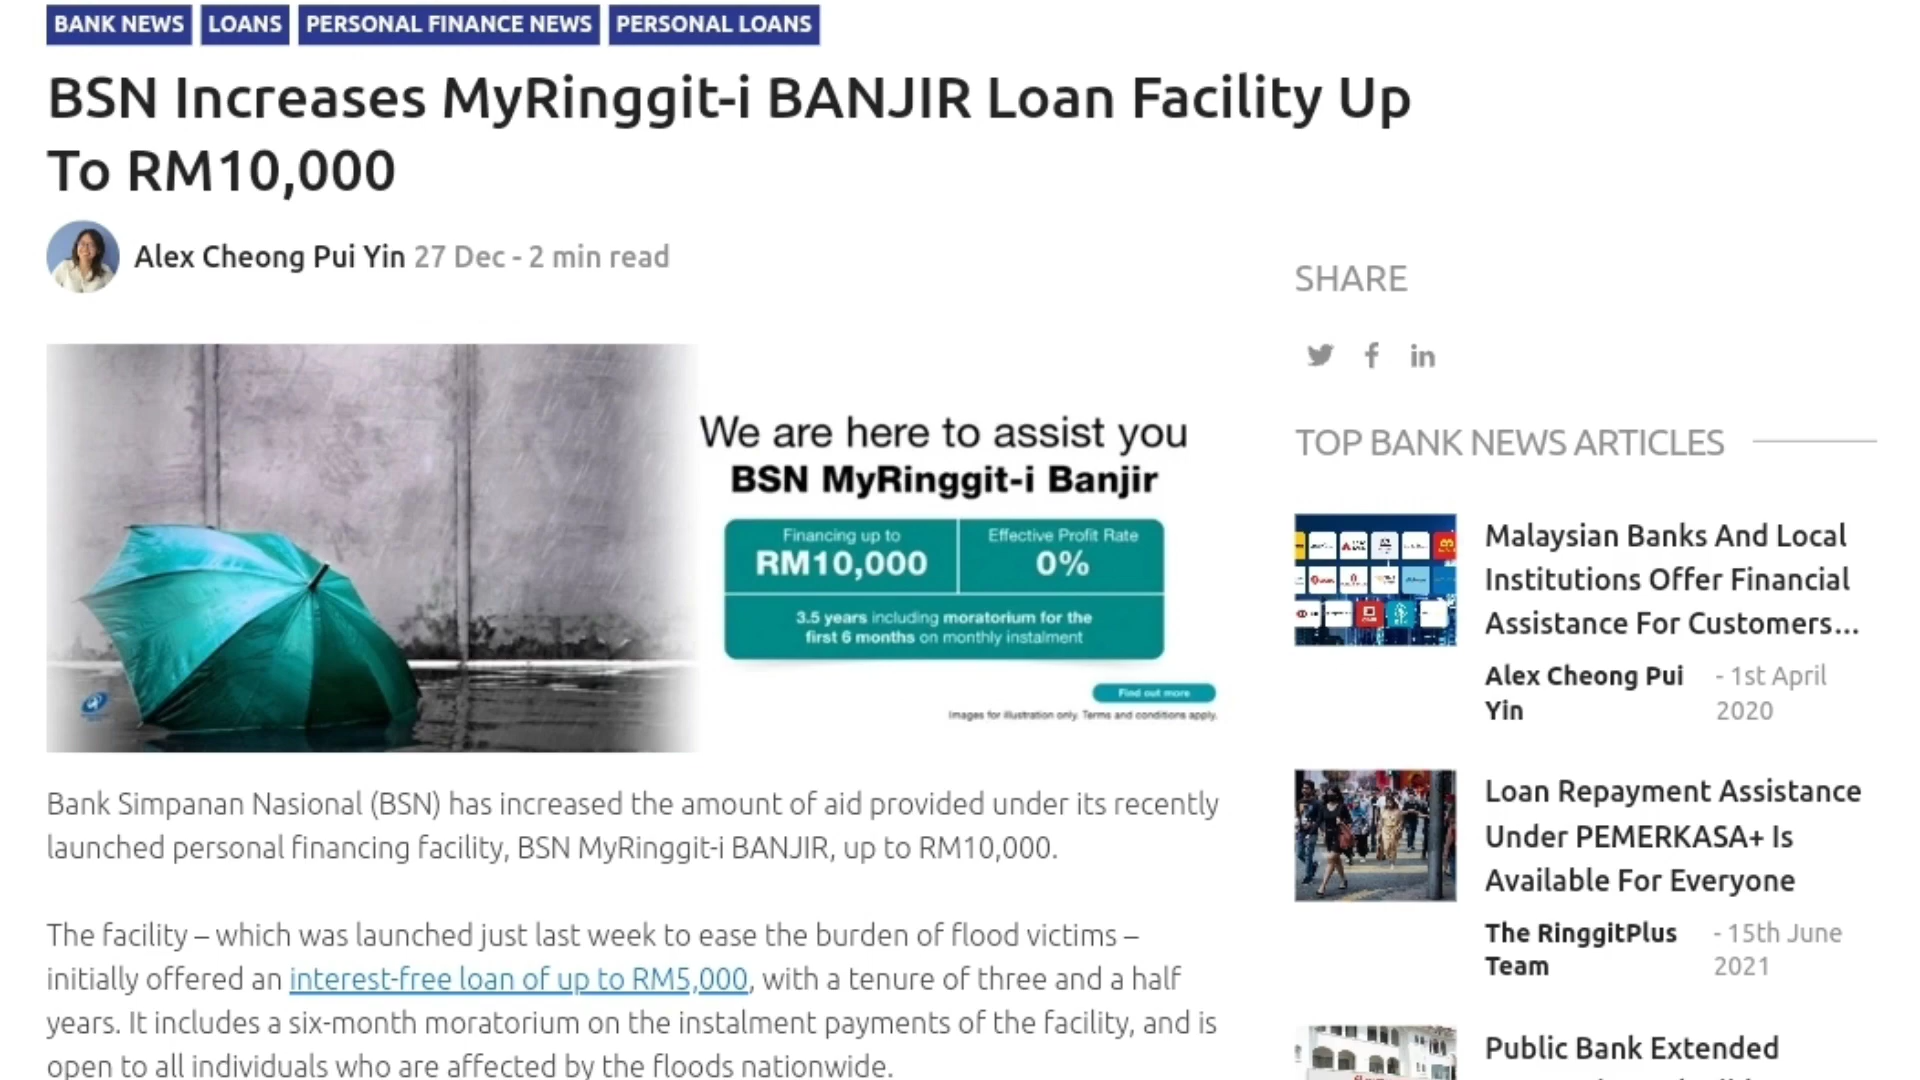 BANK NEWS LOANS PERSONAL FINANCE NEWS PERSONAL LOANS
BSN Increases MyRinggit-i BANJIR Loan Facility Up
To RM10,000
Alex Cheong Pui Yin 27 Dec - 2 min read
We are here to assist you
BSN MyRinggit-i Banjir
Financing up to
RM10,000
Effective Profit Rate
0%
3.5 years including moratorium for the
first 6 months on monthly instalment
Find out more
Images for illustration only. Terms and conditions apply.
Bank Simpanan Nasional (BSN) has increased the amount of aid provided under its recently
launched personal financing facility, BSN MyRinggit-i BANJIR, up to RM10,000.
The facility – which was launched just last week to ease the burden of flood victims –
initially offered an interest-free loan of up to RM5,000, with a tenure of three and a half
years. It includes a six-month moratorium on the instalment payments of the facility, and is
open to all individuals who are affected by the floods nationwide.
SHARE
TOP BANK NEWS ARTICLES
Malaysian Banks And Local
Institutions Offer Financial
Assistance For Customers...
Alex Cheong Pui
Yin
- 1st April
2020
Loan Repayment Assistance
Under PEMERKASA+ Is
Available For Everyone
The RinggitPlus
Team
- 15th June
2021
Public Bank Extended